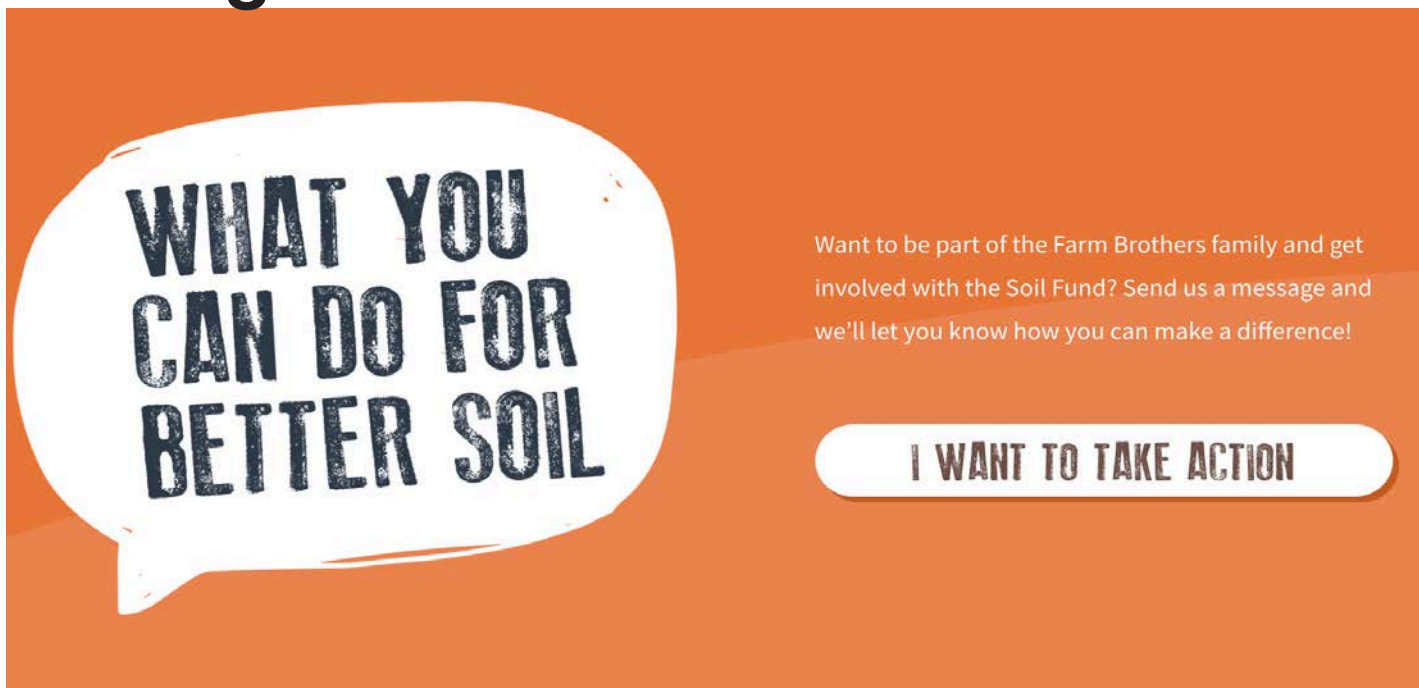 WHAT YOU
CAN DO FOR
BETTER SOIL
Want to be part of the Farm Brothers family and get
involved with the Soil Fund? Send us a message and
we'll let you know how you can make a difference!
I WANT TO TAKE ACTION